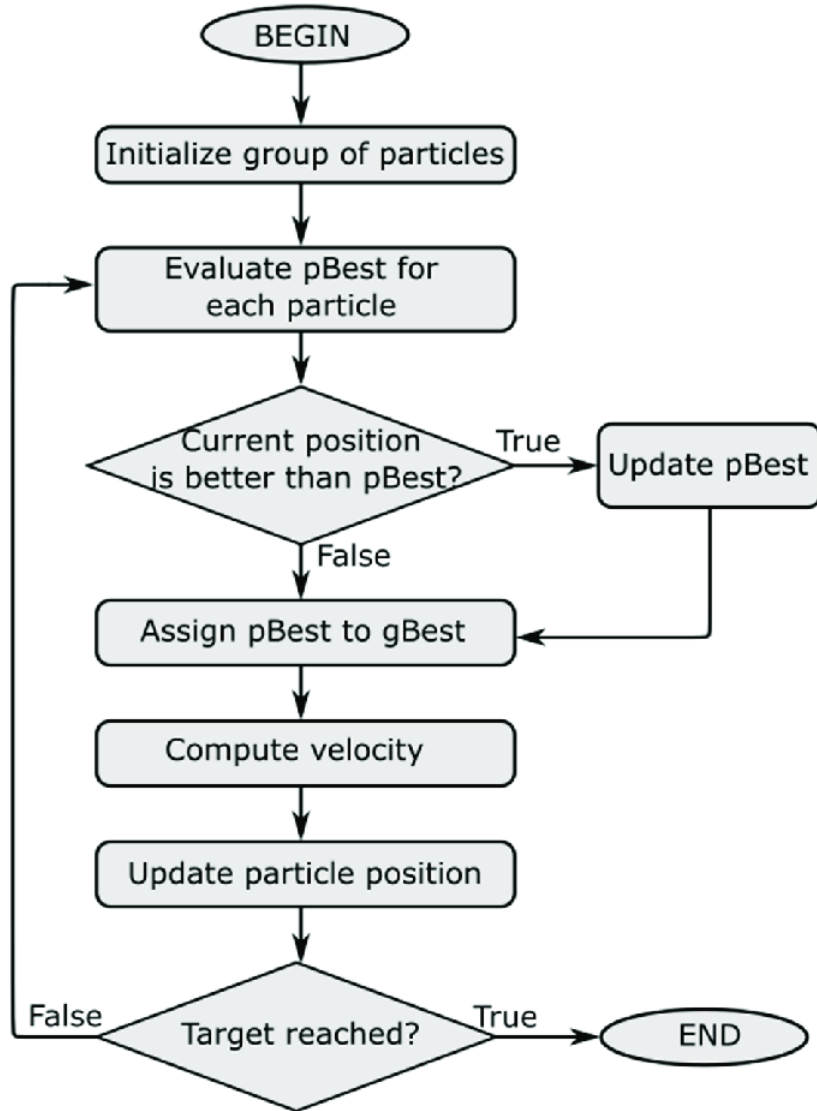 BEGIN
Initialize group of particles
Evaluate pBest for
each particle
Current position
is better than pBest?
True
Update pBest
False
Assign pBest to gBest
Compute velocity
Update particle position
False
Target reached?
True
END